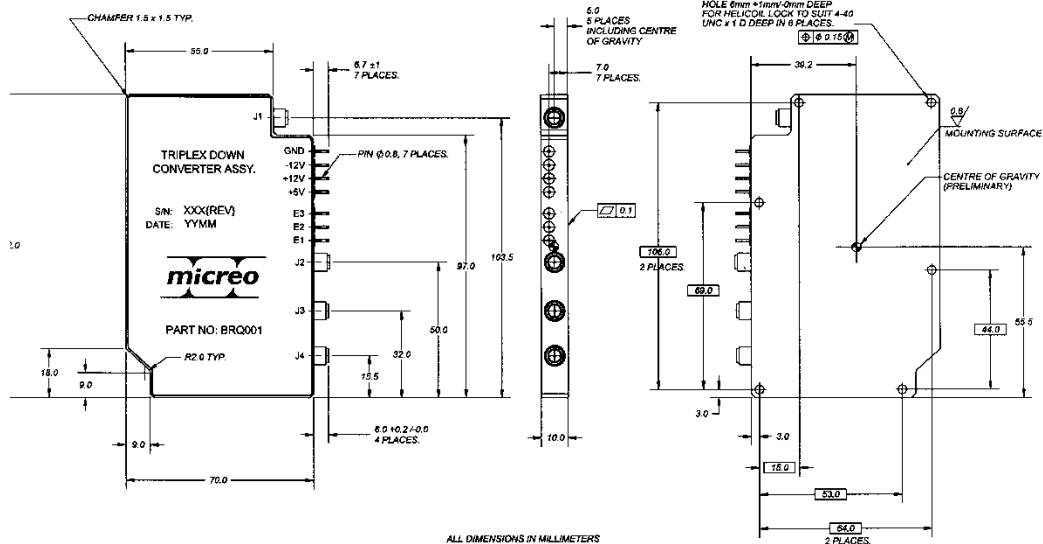 CHAMFER 1.5 x 1.5 TYP.
55.0
6.7 ±1
7 PLACES.
J1
TRIPLEX DOWN
CONVERTER ASSY.
GND
-12V
+12V
+5V
PIN ϕ0.8, 7 PLACES.
S/N: XXX(REV)
DATE: YYMM
E3
E2
E1
J2
micreo
J3
PART NO: BRQ001
J4
R2.0 TYP.
18.0
9.0
9.0
70.0
15.5
32.0
50.0
97.0
103.5
6.0 +0.2 /-0.0
4 PLACES.
5.0
5 PLACES
INCLUDING CENTRE
OF GRAVITY
7.0
7 PLACES.
0.1
10.0
HOLE 6mm +1mm/-0mm DEEP
FOR HELICOIL LOCK TO SUIT 4-40
UNC x 1 D DEEP IN 6 PLACES.
⌖ ϕ 0.15 Ⓜ
39.2
0.8
MOUNTING SURFACE
CENTRE OF GRAVITY
(PRELIMINARY)
106.0
2 PLACES.
69.0
44.0
55.5
3.0
3.0
15.0
53.0
64.0
2 PLACES.
ALL DIMENSIONS IN MILLIMETERS